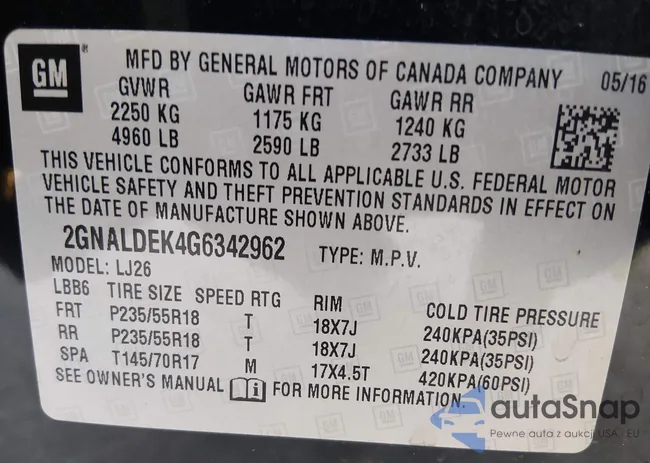 GM
MFD BY GENERAL MOTORS OF CANADA COMPANY 05/16
GVWR GAWR FRT GAWR RR
2250 KG 1175 KG 1240 KG
4960 LB 2590 LB 2733 LB
THIS VEHICLE CONFORMS TO ALL APPLICABLE U.S. FEDERAL MOTOR
VEHICLE SAFETY AND THEFT PREVENTION STANDARDS IN EFFECT ON
THE DATE OF MANUFACTURE SHOWN ABOVE.
2GNALDEK4G6342962 TYPE: M.P.V.
MODEL: LJ26
LBB6 TIRE SIZE SPEED RTG RIM COLD TIRE PRESSURE
FRT P235/55R18 T 18X7J 240KPA(35PSI)
RR P235/55R18 T 18X7J 240KPA(35PSI)
SPA T145/70R17 M 17X4.5T 420KPA(60PSI)
SEE OWNER'S MANUAL i FOR MORE INFORMATION.
autaSnap
Pewne auta z aukcji USA i EU